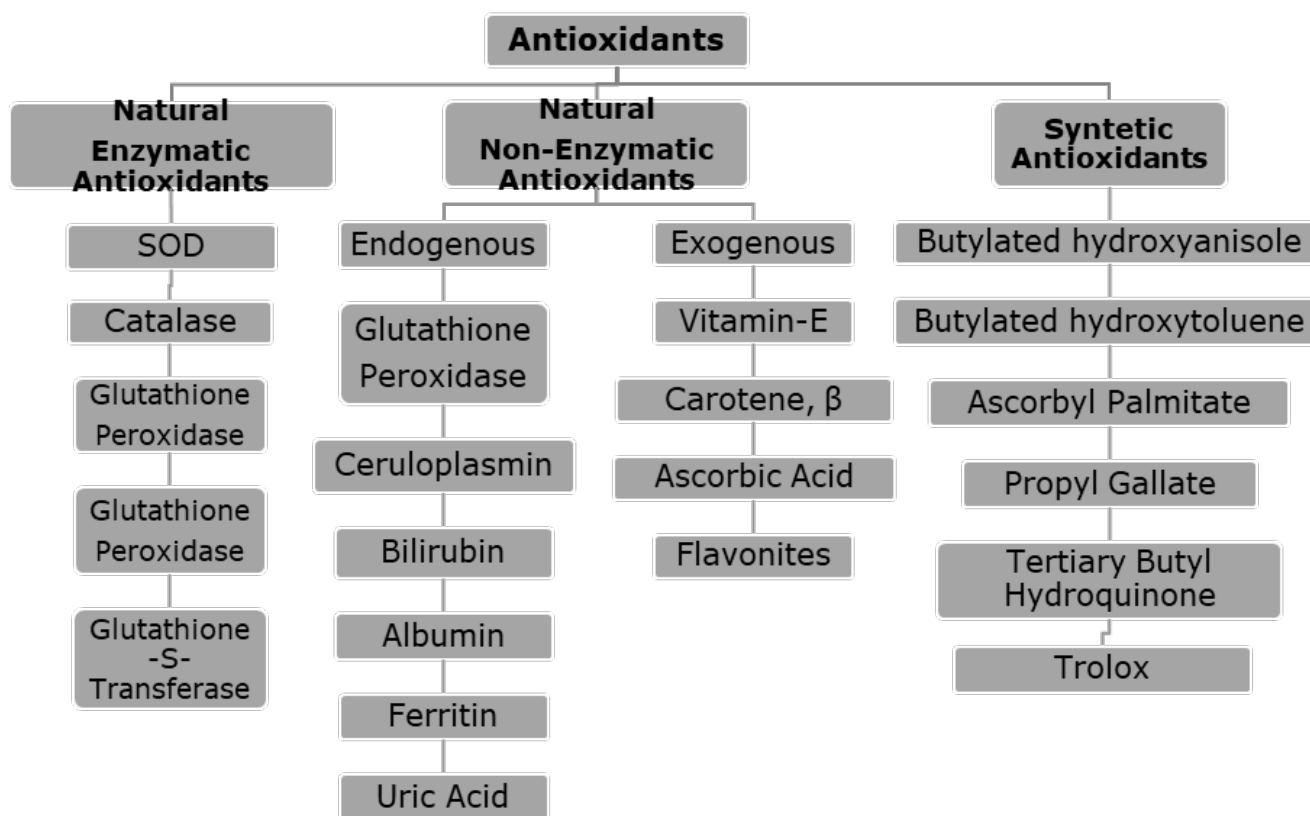 Antioxidants
Natural
Enzymatic
Antioxidants
SOD
Catalase
Glutathione
Peroxidase
Glutathione
Peroxidase
Glutathione
-S-
Transferase
Natural
Non-Enzymatic
Antioxidants
Endogenous
Glutathione
Peroxidase
Ceruloplasmin
Bilirubin
Albumin
Ferritin
Uric Acid
Exogenous
Vitamin-E
Carotene, β
Ascorbic Acid
Flavonites
Syntetic
Antioxidants
Butylated hydroxyanisole
Butylated hydroxytoluene
Ascorbyl Palmitate
Propyl Gallate
Tertiary Butyl
Hydroquinone
Trolox